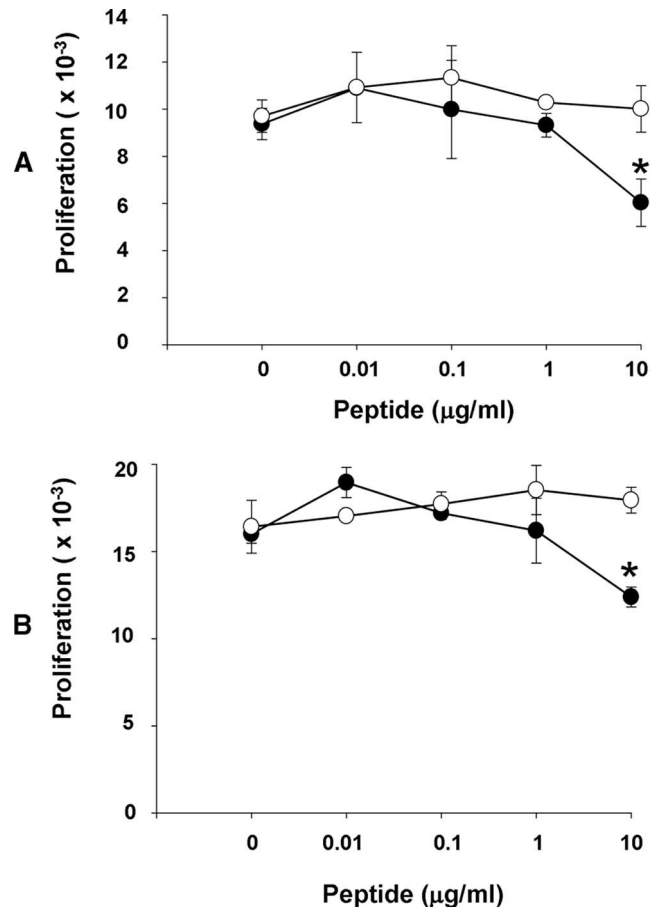 A
Proliferation ( x 10-3)
14
12
10
8
6
4
2
0
*
0 0.01 0.1 1 10
Peptide (μg/ml)
B
Proliferation ( x 10-3)
20
15
10
5
0
*
0 0.01 0.1 1 10
Peptide (μg/ml)